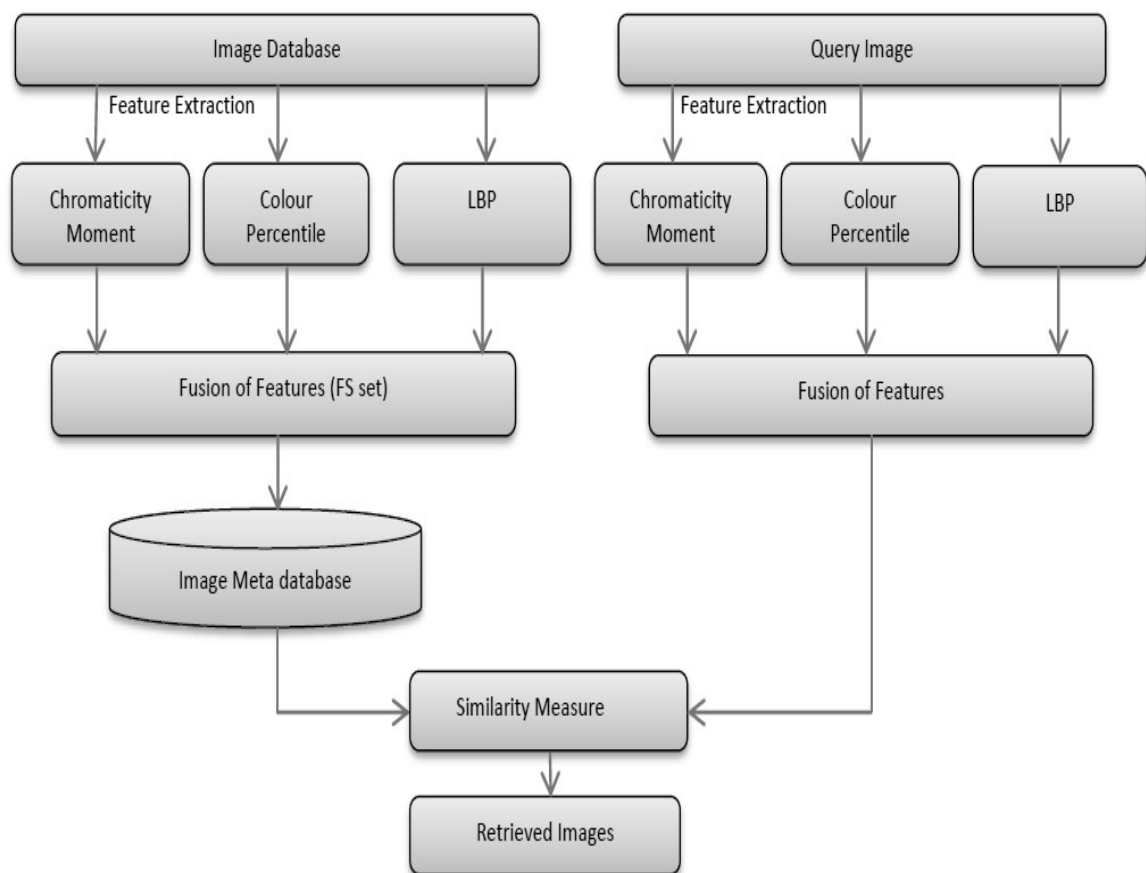 Image Database
Query Image
Feature Extraction
Feature Extraction
Chromaticity
Moment
Colour
Percentile
LBP
Chromaticity
Moment
Colour
Percentile
LBP
Fusion of Features (FS set)
Fusion of Features
Image Meta database
Similarity Measure
Retrieved Images